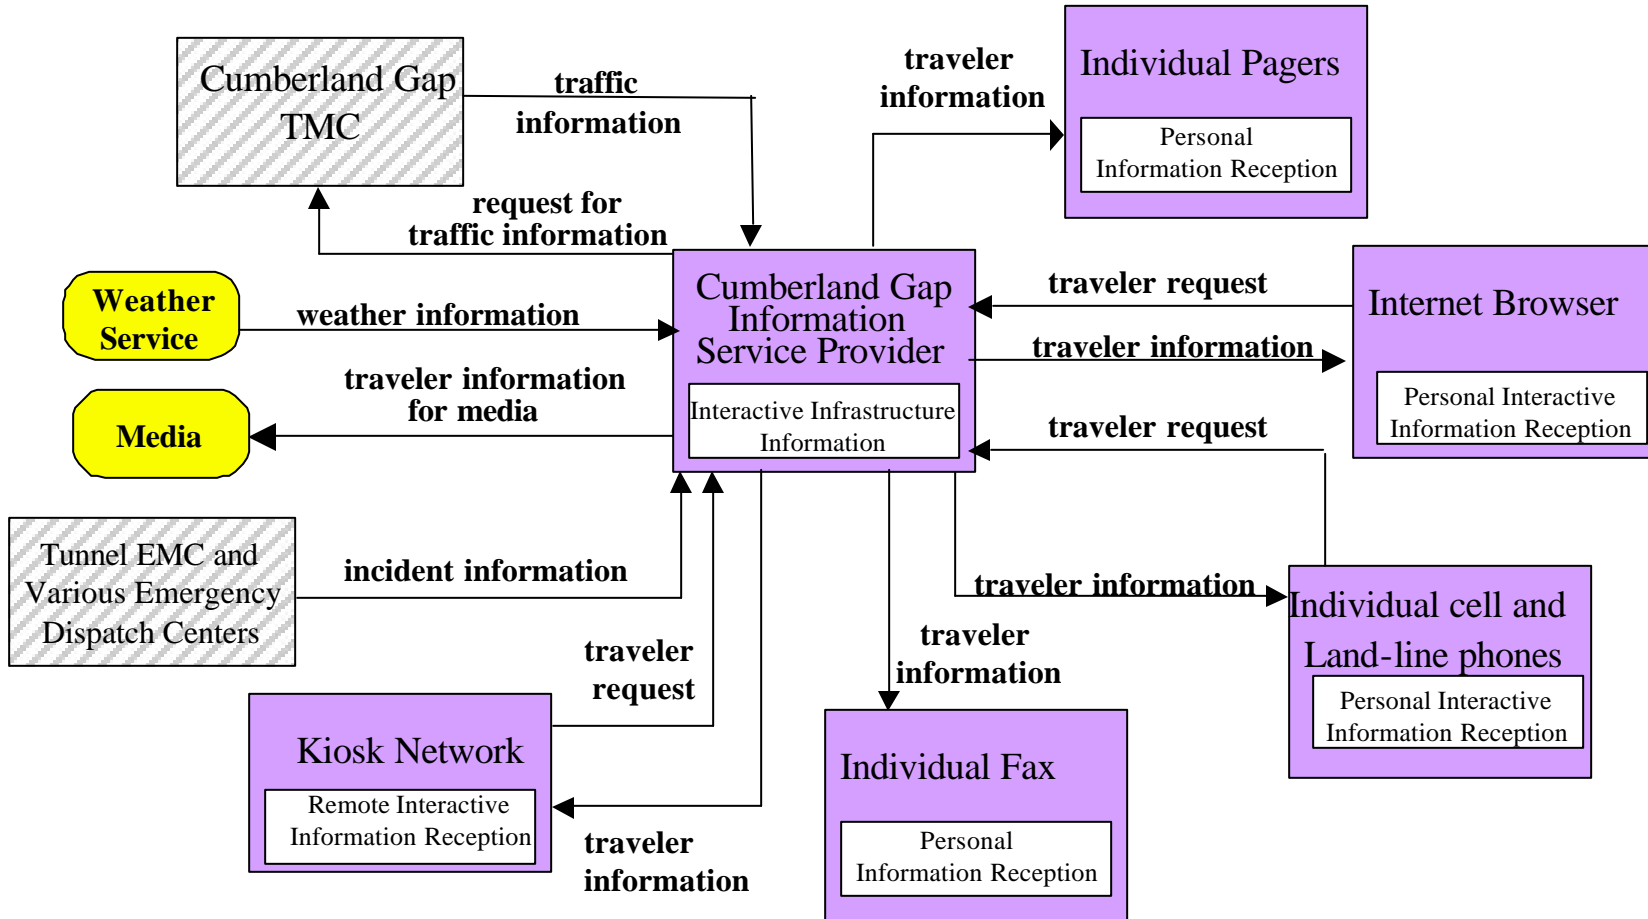 Cumberland Gap
TMC
traffic
information
request for
traffic information
traveler
information
Individual Pagers
Personal
Information Reception
Weather
Service
weather information
Cumberland Gap
Information
Service Provider
Interactive Infrastructure
Information
traveler request
traveler information
Internet Browser
Personal Interactive
Information Reception
traveler information
for media
Media
traveler request
Tunnel EMC and
Various Emergency
Dispatch Centers
incident information
traveler information
Individual cell and
Land-line phones
Personal Interactive
Information Reception
traveler
request
traveler
information
Kiosk Network
Remote Interactive
Information Reception
traveler
information
Individual Fax
Personal
Information Reception